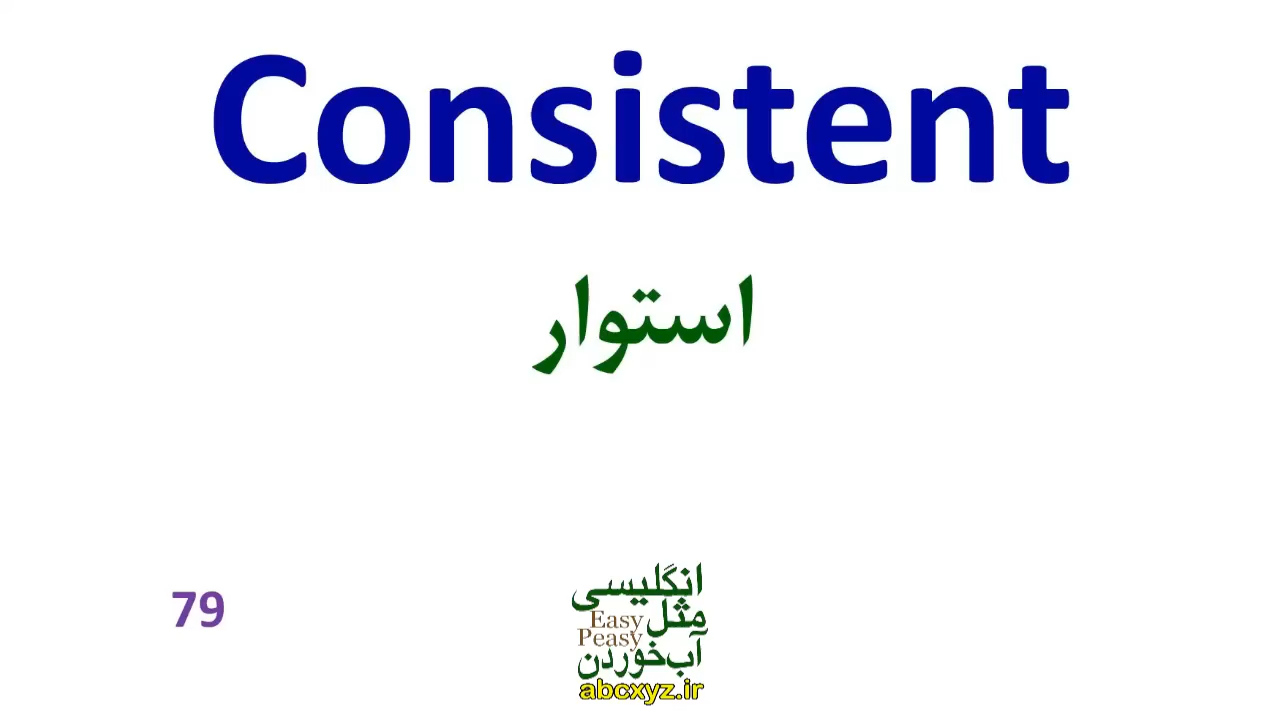 Consistent
استوار
79
انگلیسی
مثل Easy
Peasy
آب‌خوردن
abcxyz.ir